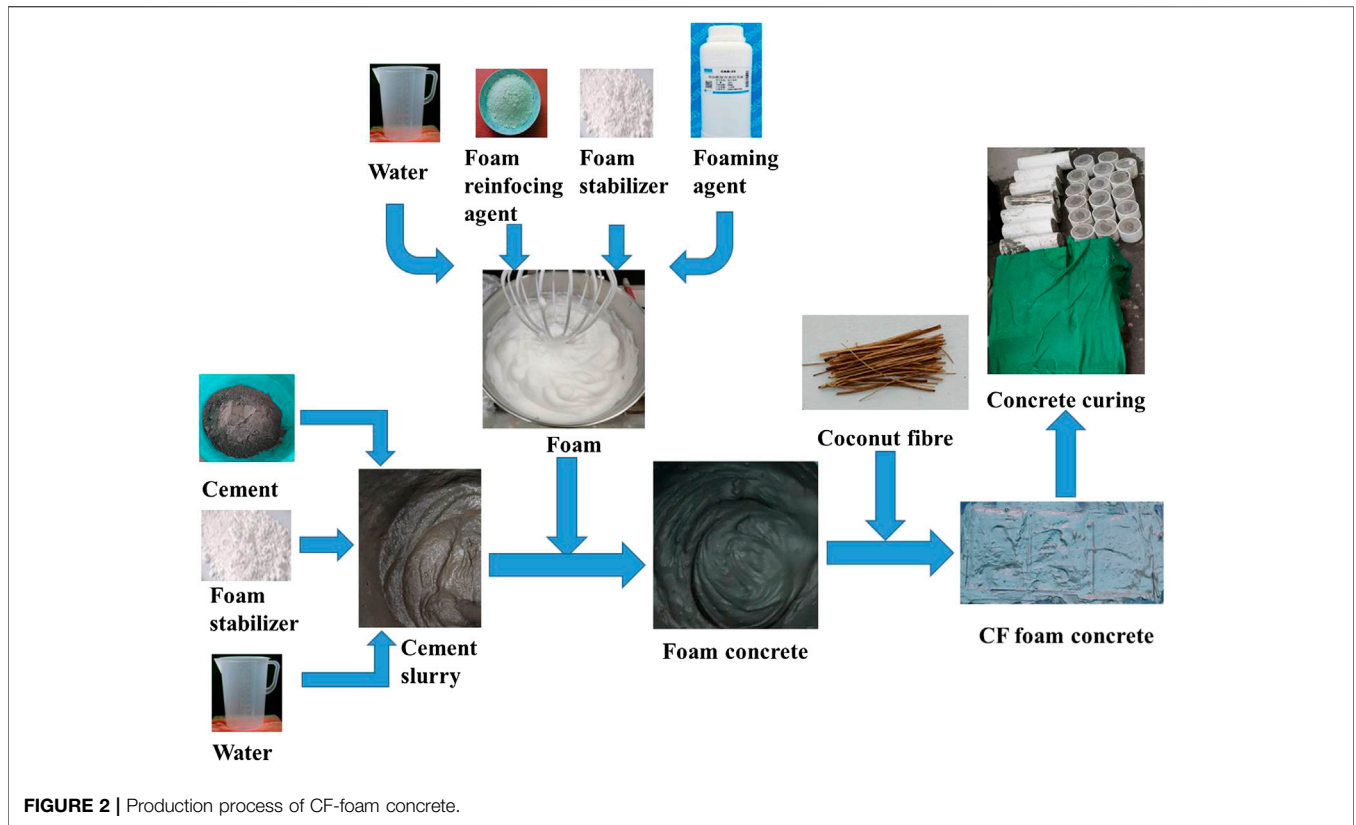 Water
Foam
reinfocing
agent
Foam
stabilizer
Foaming
agent
Foam
Cement
Foam
stabilizer
Water
Cement
slurry
Foam concrete
Coconut fibre
CF foam concrete
Concrete curing
FIGURE 2 | Production process of CF-foam concrete.